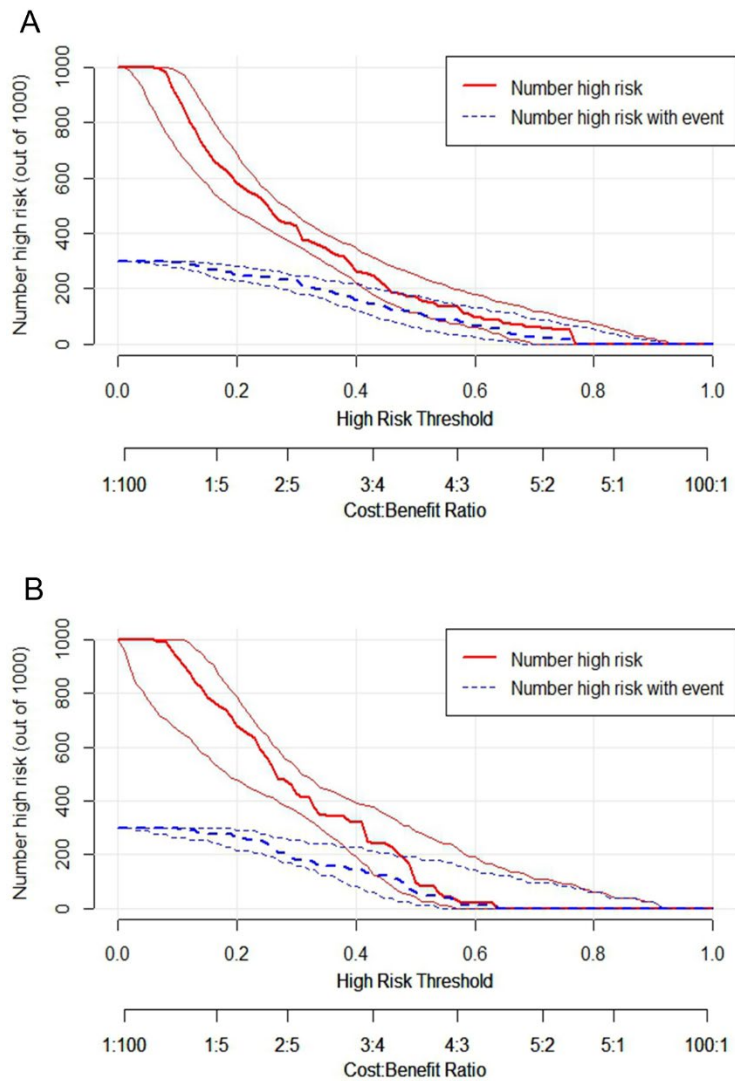 A
Number high risk (out of 1000)
1000
800
600
400
200
0
Number high risk
Number high risk with event
0.0 0.2 0.4 0.6 0.8 1.0
High Risk Threshold
1:100 1:5 2:5 3:4 4:3 5:2 5:1 100:1
Cost:Benefit Ratio
B
Number high risk (out of 1000)
1000
800
600
400
200
0
Number high risk
Number high risk with event
0.0 0.2 0.4 0.6 0.8 1.0
High Risk Threshold
1:100 1:5 2:5 3:4 4:3 5:2 5:1 100:1
Cost:Benefit Ratio